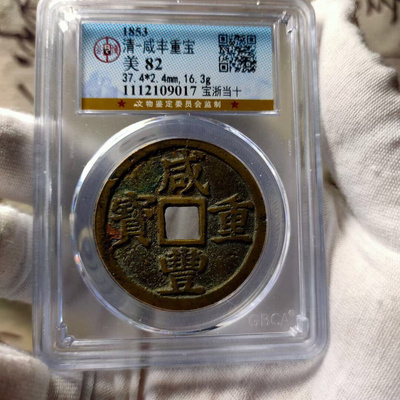 1853
清-咸丰重宝
美 82
37.4*2.4mm,16.3g
1112109017 宝浙当十
文物鉴定委员会监制
咸豐重寶
GBCA